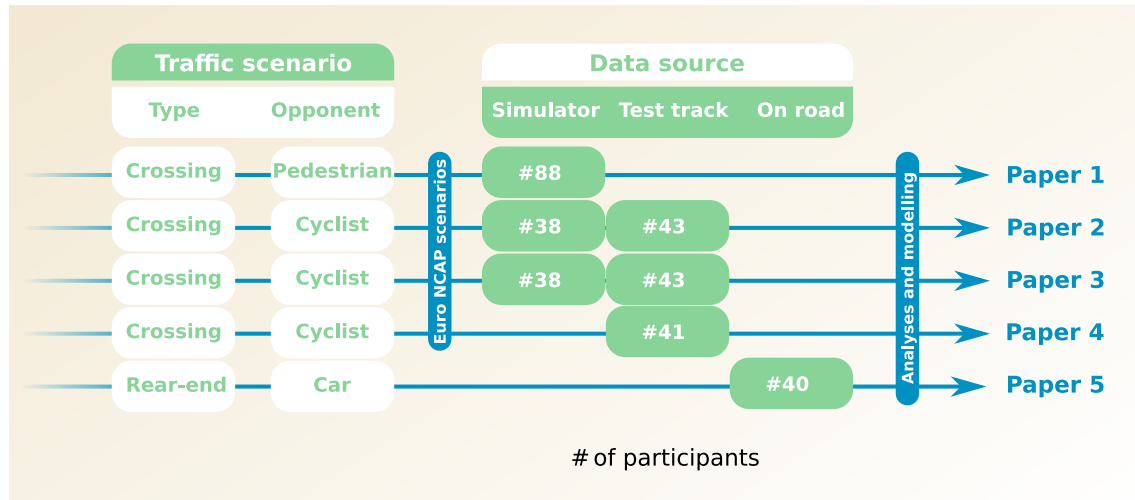 Traffic scenario
Data source
Type Opponent
Simulator Test track On road
Crossing Pedestrian #88 Paper 1
Crossing Cyclist #38 #43 Paper 2
Crossing Cyclist #38 #43 Paper 3
Crossing Cyclist #41 Paper 4
Rear-end Car #40 Paper 5
Euro NCAP scenarios
Analyses and modelling
# of participants